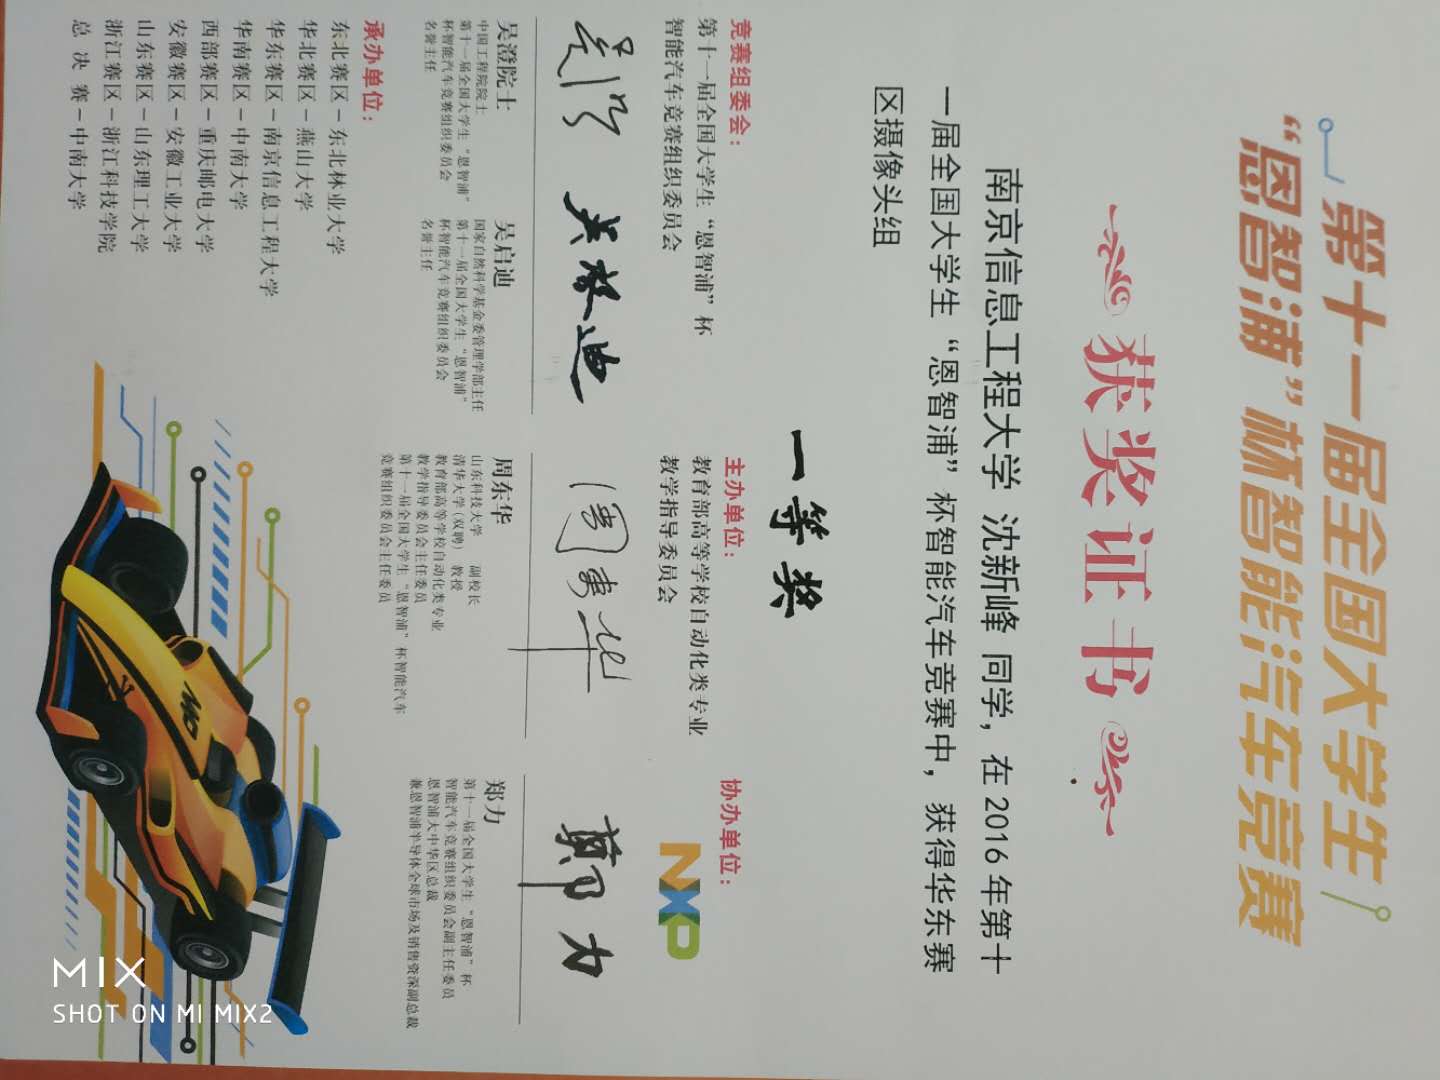 第十一届全国大学生
“恩智浦”杯智能汽车竞赛
获奖证书
南京信息工程大学 沈新峰 同学，在 2016 年第十
一届全国大学生“恩智浦”杯智能汽车竞赛中，获得华东赛
区摄像头组
一等奖
竞赛组委会：
第十一届全国大学生“恩智浦”杯
智能汽车竞赛组织委员会
主办单位：
教育部高等学校自动化类专业
教学指导委员会
协办单位：
NXP
吴澄
吴启迪
周东华
郑力
吴澄院士
中国工程院院士
第十一届全国大学生“恩智浦”
杯智能汽车竞赛组织委员会
名誉主任
吴启迪
国家自然科学基金委管理学部主任
第十一届全国大学生“恩智浦”
杯智能汽车竞赛组织委员会
名誉主任
周东华
山东科技大学 副校长
清华大学（双聘） 教授
教育部高等学校自动化类专业
教学指导委员会主任委员
第十一届全国大学生“恩智浦”杯智能汽车
竞赛组织委员会主任委员
郑力
第十一届全国大学生“恩智浦”杯
智能汽车竞赛组织委员会副主任委员
恩智浦大中华区总裁
兼恩智浦半导体全球市场及销售资深副总裁
承办单位：
东北赛区－东北林业大学
华北赛区－燕山大学
华东赛区－南京信息工程大学
华南赛区－中南大学
西部赛区－重庆邮电大学
安徽赛区－安徽工业大学
山东赛区－山东理工大学
浙江赛区－浙江科技学院
总 决 赛－中南大学
MIX
SHOT ON MI MIX2